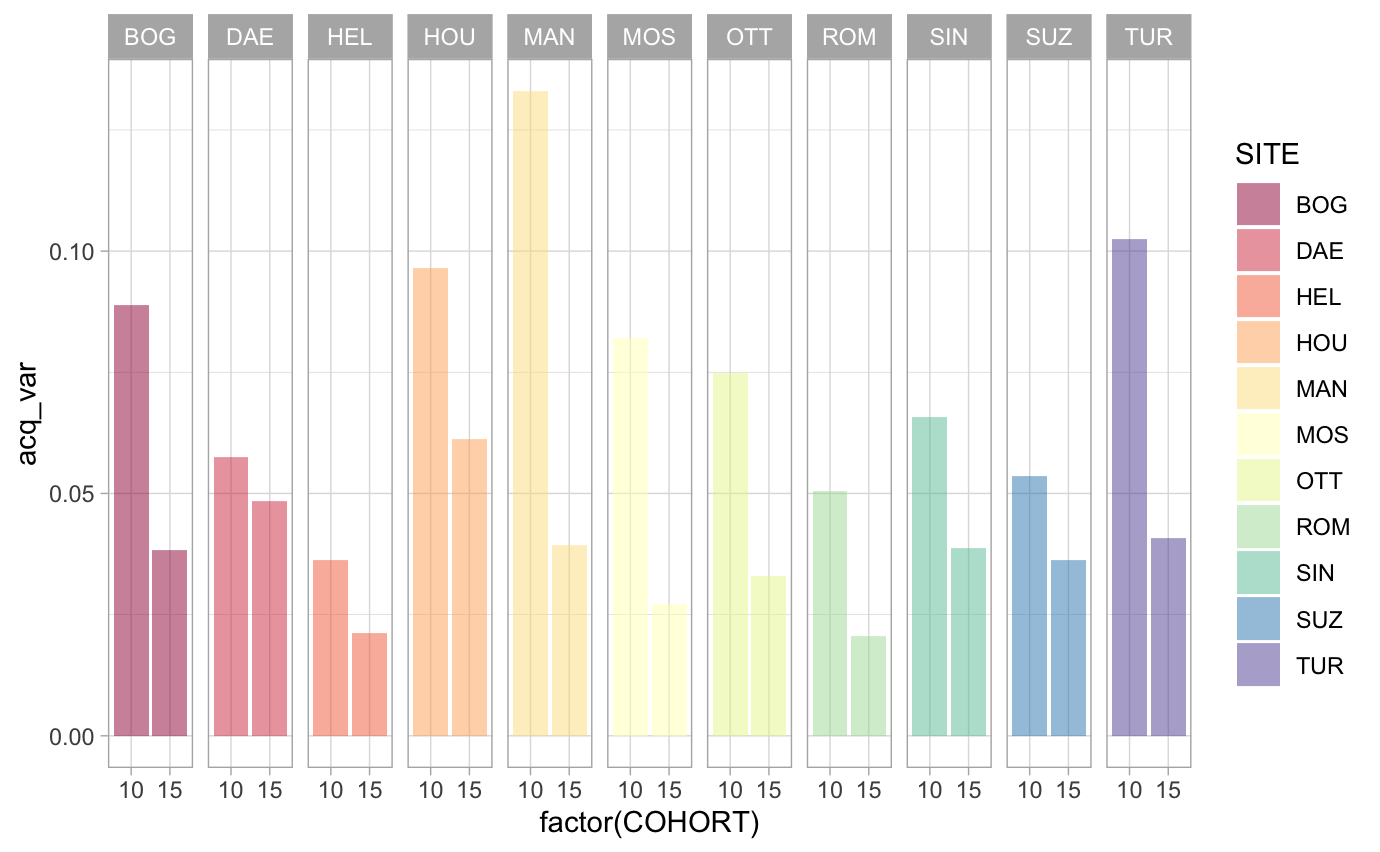 BOG DAE HEL HOU MAN MOS OTT ROM SIN SUZ TUR
acq_var
0.10
0.05
0.00
10 15 10 15 10 15 10 15 10 15 10 15 10 15 10 15 10 15 10 15 10 15
factor(COHORT)
SITE
BOG
DAE
HEL
HOU
MAN
MOS
OTT
ROM
SIN
SUZ
TUR